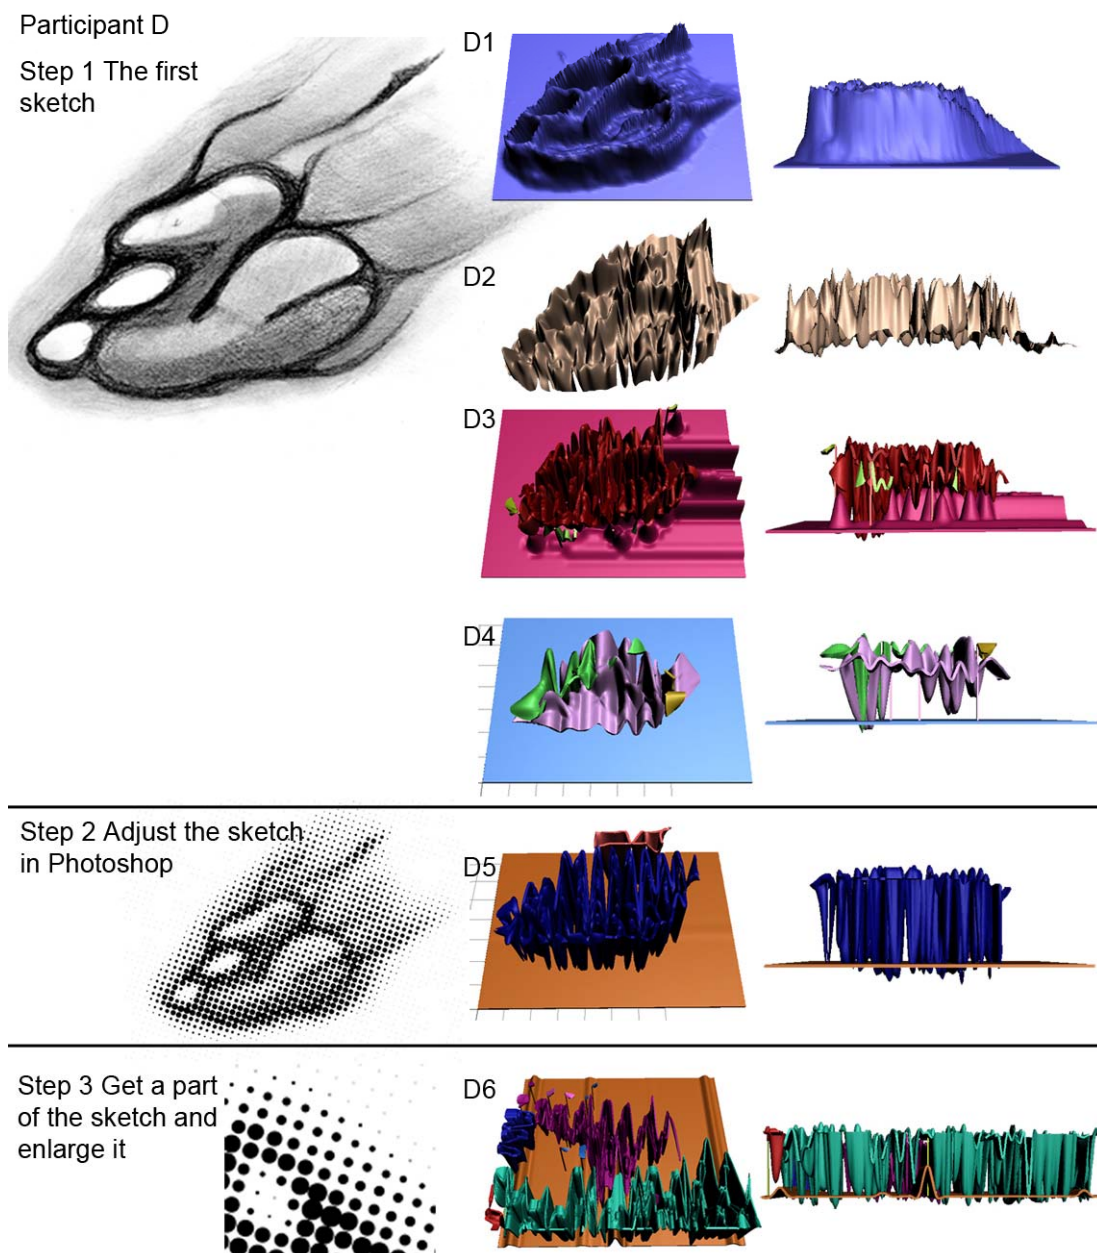 Participant D
Step 1 The first
sketch
D1
D2
D3
D4
Step 2 Adjust the sketch
in Photoshop
D5
Step 3 Get a part
of the sketch and
enlarge it
D6